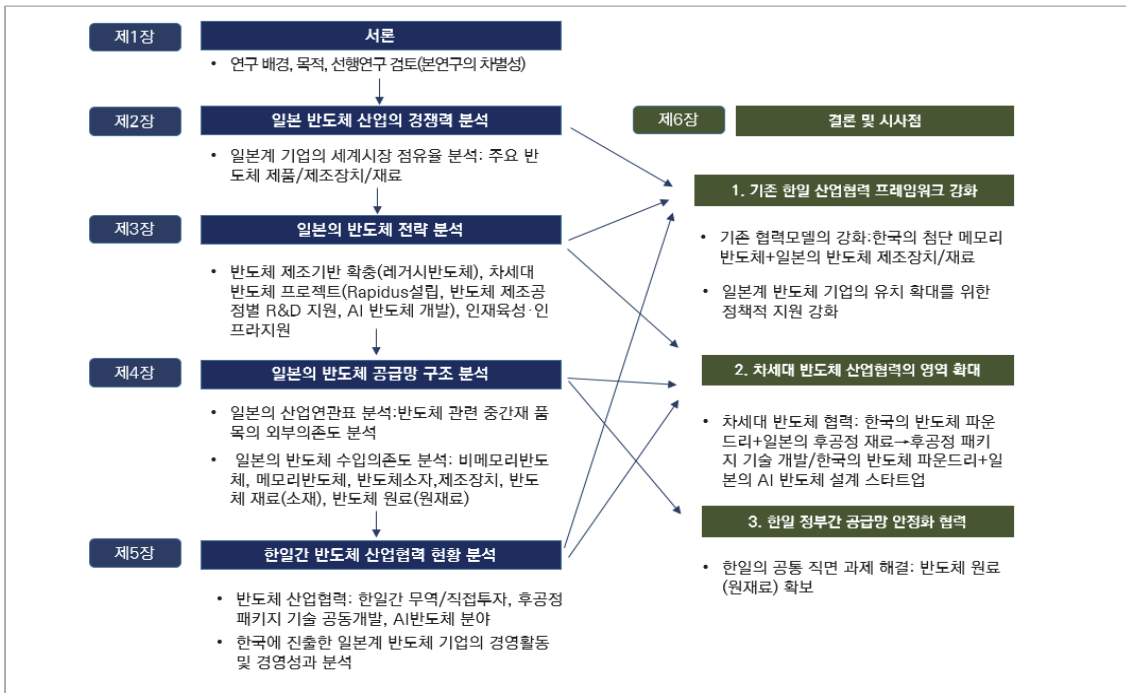 제1장
서론
• 연구 배경, 목적, 선행연구 검토(본연구의 차별성)
제2장
일본 반도체 산업의 경쟁력 분석
• 일본계 기업의 세계시장 점유율 분석: 주요 반
도체 제품/제조장치/재료
제3장
일본의 반도체 전략 분석
• 반도체 제조기반 확충(레거시반도체), 차세대
반도체 프로젝트(Rapidus설립, 반도체 제조공
정별 R&D 지원, AI 반도체 개발), 인재육성·인
프라지원
제4장
일본의 반도체 공급망 구조 분석
• 일본의 산업연관표 분석:반도체 관련 중간재 품
목의 외부의존도 분석
• 일본의 반도체 수입의존도 분석: 비메모리반도
체, 메모리반도체, 반도체소자,제조장치, 반도
체 재료(소재), 반도체 원료(원재료)
제5장
한일간 반도체 산업협력 현황 분석
• 반도체 산업협력: 한일간 무역/직접투자, 후공정
패키지 기술 공동개발, AI반도체 분야
• 한국에 진출한 일본계 반도체 기업의 경영활동
및 경영성과 분석
제6장
결론 및 시사점
1. 기존 한일 산업협력 프레임워크 강화
• 기존 협력모델의 강화:한국의 첨단 메모리
반도체+일본의 반도체 제조장치/재료
• 일본계 반도체 기업의 유치 확대를 위한
정책적 지원 강화
2. 차세대 반도체 산업협력의 영역 확대
• 차세대 반도체 협력: 한국의 반도체 파운
드리+일본의 후공정 재료→후공정 패키
지 기술 개발/한국의 반도체 파운드리+일
본의 AI 반도체 설계 스타트업
3. 한일 정부간 공급망 안정화 협력
• 한일의 공통 직면 과제 해결: 반도체 원료
(원재료) 확보